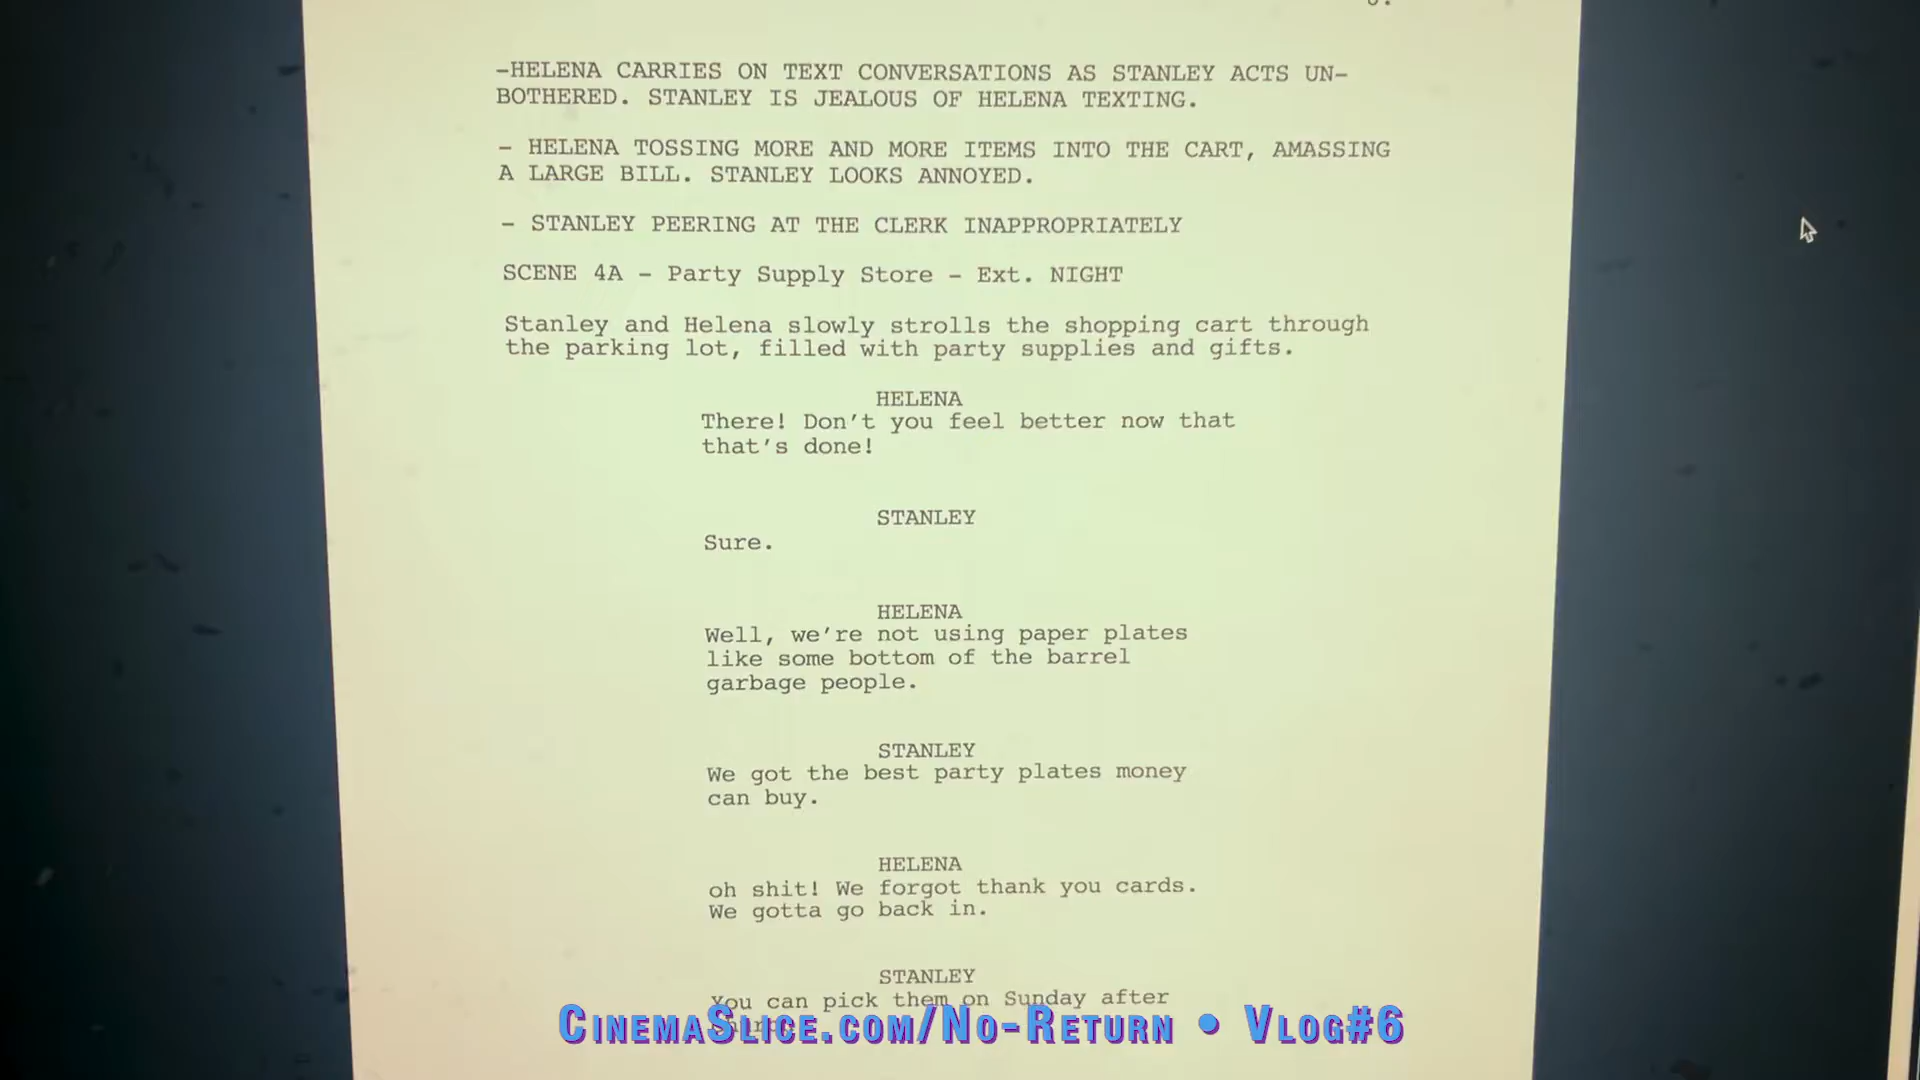 -HELENA CARRIES ON TEXT CONVERSATIONS AS STANLEY ACTS UN-
BOTHERED. STANLEY IS JEALOUS OF HELENA TEXTING.
- HELENA TOSSING MORE AND MORE ITEMS INTO THE CART, AMASSING
A LARGE BILL. STANLEY LOOKS ANNOYED.
- STANLEY PEERING AT THE CLERK INAPPROPRIATELY
SCENE 4A - Party Supply Store - Ext. NIGHT
Stanley and Helena slowly strolls the shopping cart through
the parking lot, filled with party supplies and gifts.
HELENA
There! Don't you feel better now that
that's done!
STANLEY
Sure.
HELENA
Well, we're not using paper plates
like some bottom of the barrel
garbage people.
STANLEY
We got the best party plates money
can buy.
HELENA
oh shit! We forgot thank you cards.
We gotta go back in.
STANLEY
You can pick them on Sunday after
CinemaSlice.com/No-Return • Vlog#6